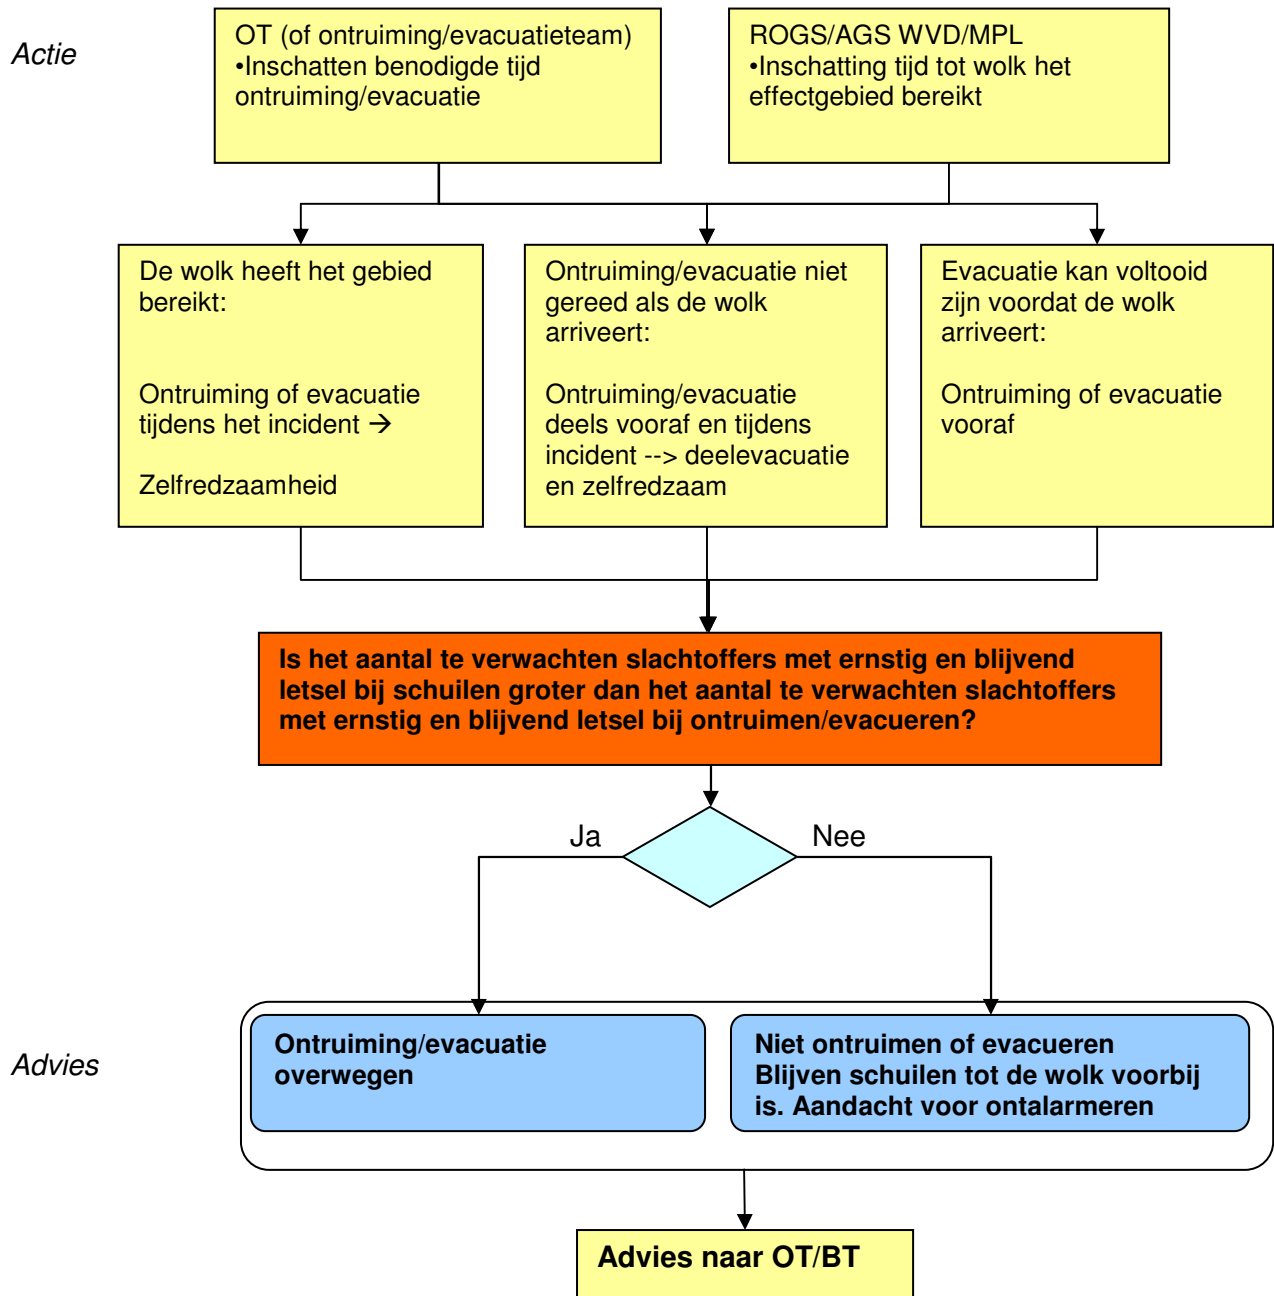 Actie
OT (of ontruiming/evacuatieteam)
•Inschatten benodigde tijd
ontruiming/evacuatie
ROGS/AGS WVD/MPL
•Inschatting tijd tot wolk het
effectgebied bereikt
De wolk heeft het gebied
bereikt:
Ontruiming of evacuatie
tijdens het incident →
Zelfredzaamheid
Ontruiming/evacuatie niet
gereed als de wolk
arriveert:
Ontruiming/evacuatie
deels vooraf en tijdens
incident --> deelevacuatie
en zelfredzaam
Evacuatie kan voltooid
zijn voordat de wolk
arriveert:
Ontruiming of evacuatie
vooraf
Is het aantal te verwachten slachtoffers met ernstig en blijvend
letsel bij schuilen groter dan het aantal te verwachten slachtoffers
met ernstig en blijvend letsel bij ontruimen/evacueren?
Ja
Nee
Advies
Ontruiming/evacuatie
overwegen
Niet ontruimen of evacueren
Blijven schuilen tot de wolk voorbij
is. Aandacht voor ontalarmeren
Advies naar OT/BT